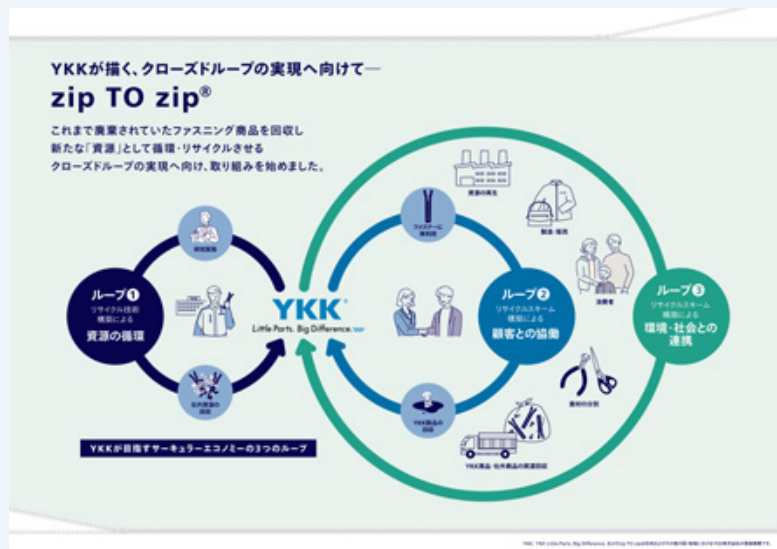 YKKが描く、クローズドループの実現へ向けて―
zip TO zip®
これまで廃棄されていたファスニング商品を回収し
新たな「資源」として循環・リサイクルさせる
クローズドループの実現へ向け、取り組みを始めました。
研究開発
ループ1
リサイクル技術
構築による
資源の循環
社外資源の
回収
YKKが目指すサーキュラーエコノミーの3つのループ
YKK®
Little Parts. Big Difference.
ファスナーに
再利用
ループ2
リサイクルスキーム
構築による
顧客との協働
YKK製品の
回収
資源の再生
製造・販売
消費者
ループ3
リサイクルスキーム
構築による
環境・社会との
連携
素材の分別
YKK商品・社外商品の資源回収